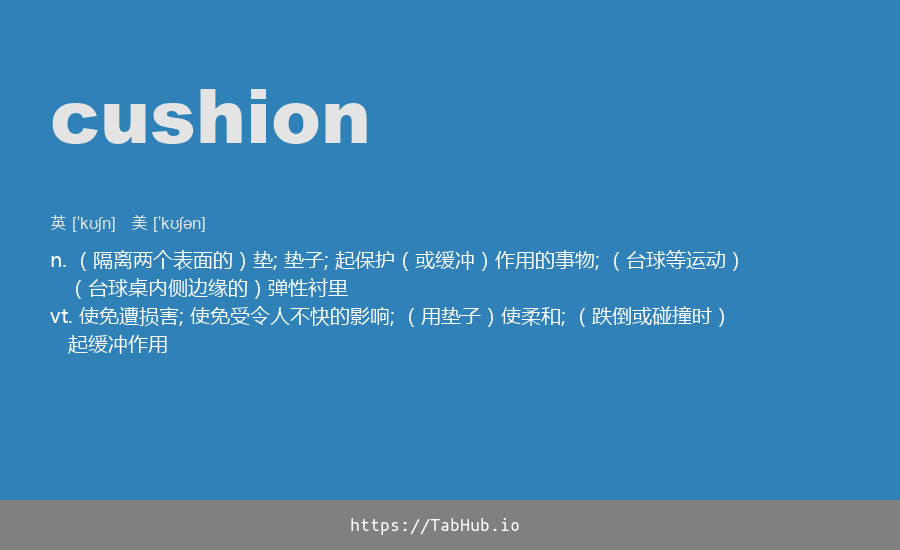 cushion
英 [ˈkʊʃn] 美 [ˈkʊʃən]
n. （隔离两个表面的）垫; 垫子; 起保护（或缓冲）作用的事物; （台球等运动）
（台球桌内侧边缘的）弹性衬里
vt. 使免遭损害; 使免受令人不快的影响; （用垫子）使柔和; （跌倒或碰撞时）
起缓冲作用
https://TabHub.io